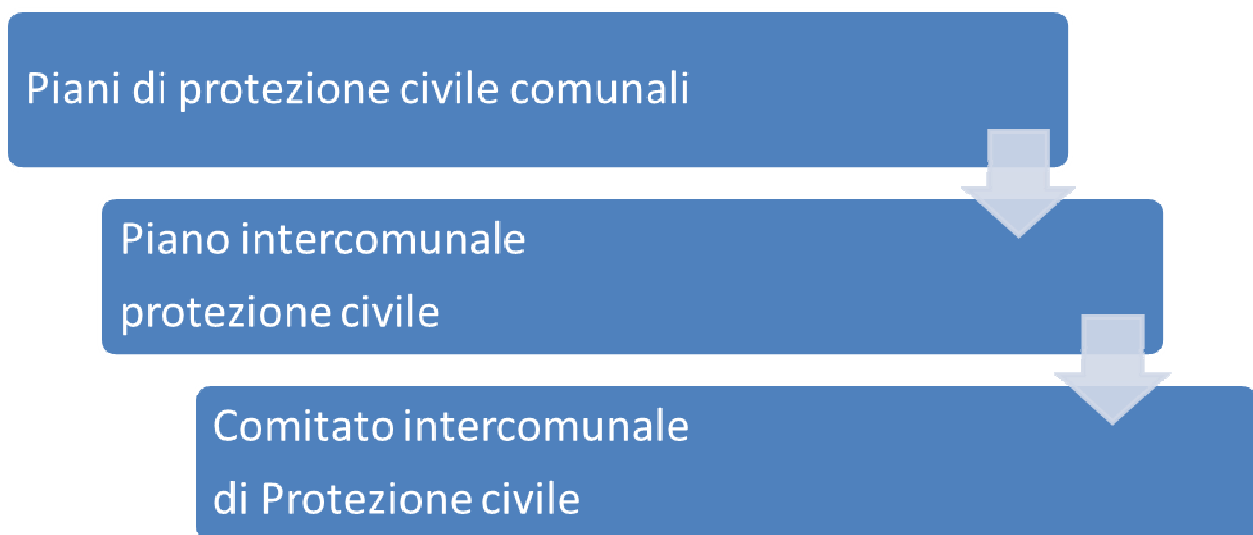 Piani di protezione civile comunali
Piano intercomunale
protezione civile
Comitato intercomunale
di Protezione civile